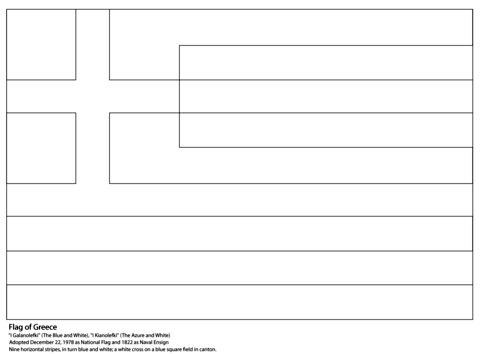 Flag of Greece
"I Galanolefki" (The Blue and White), "I Kianolefki" (The Azure and White)
Adopted December 22, 1978 as National Flag and 1822 as Naval Ensign
Nine horizontal stripes, in turn blue and white; a white cross on a blue square field in canton.